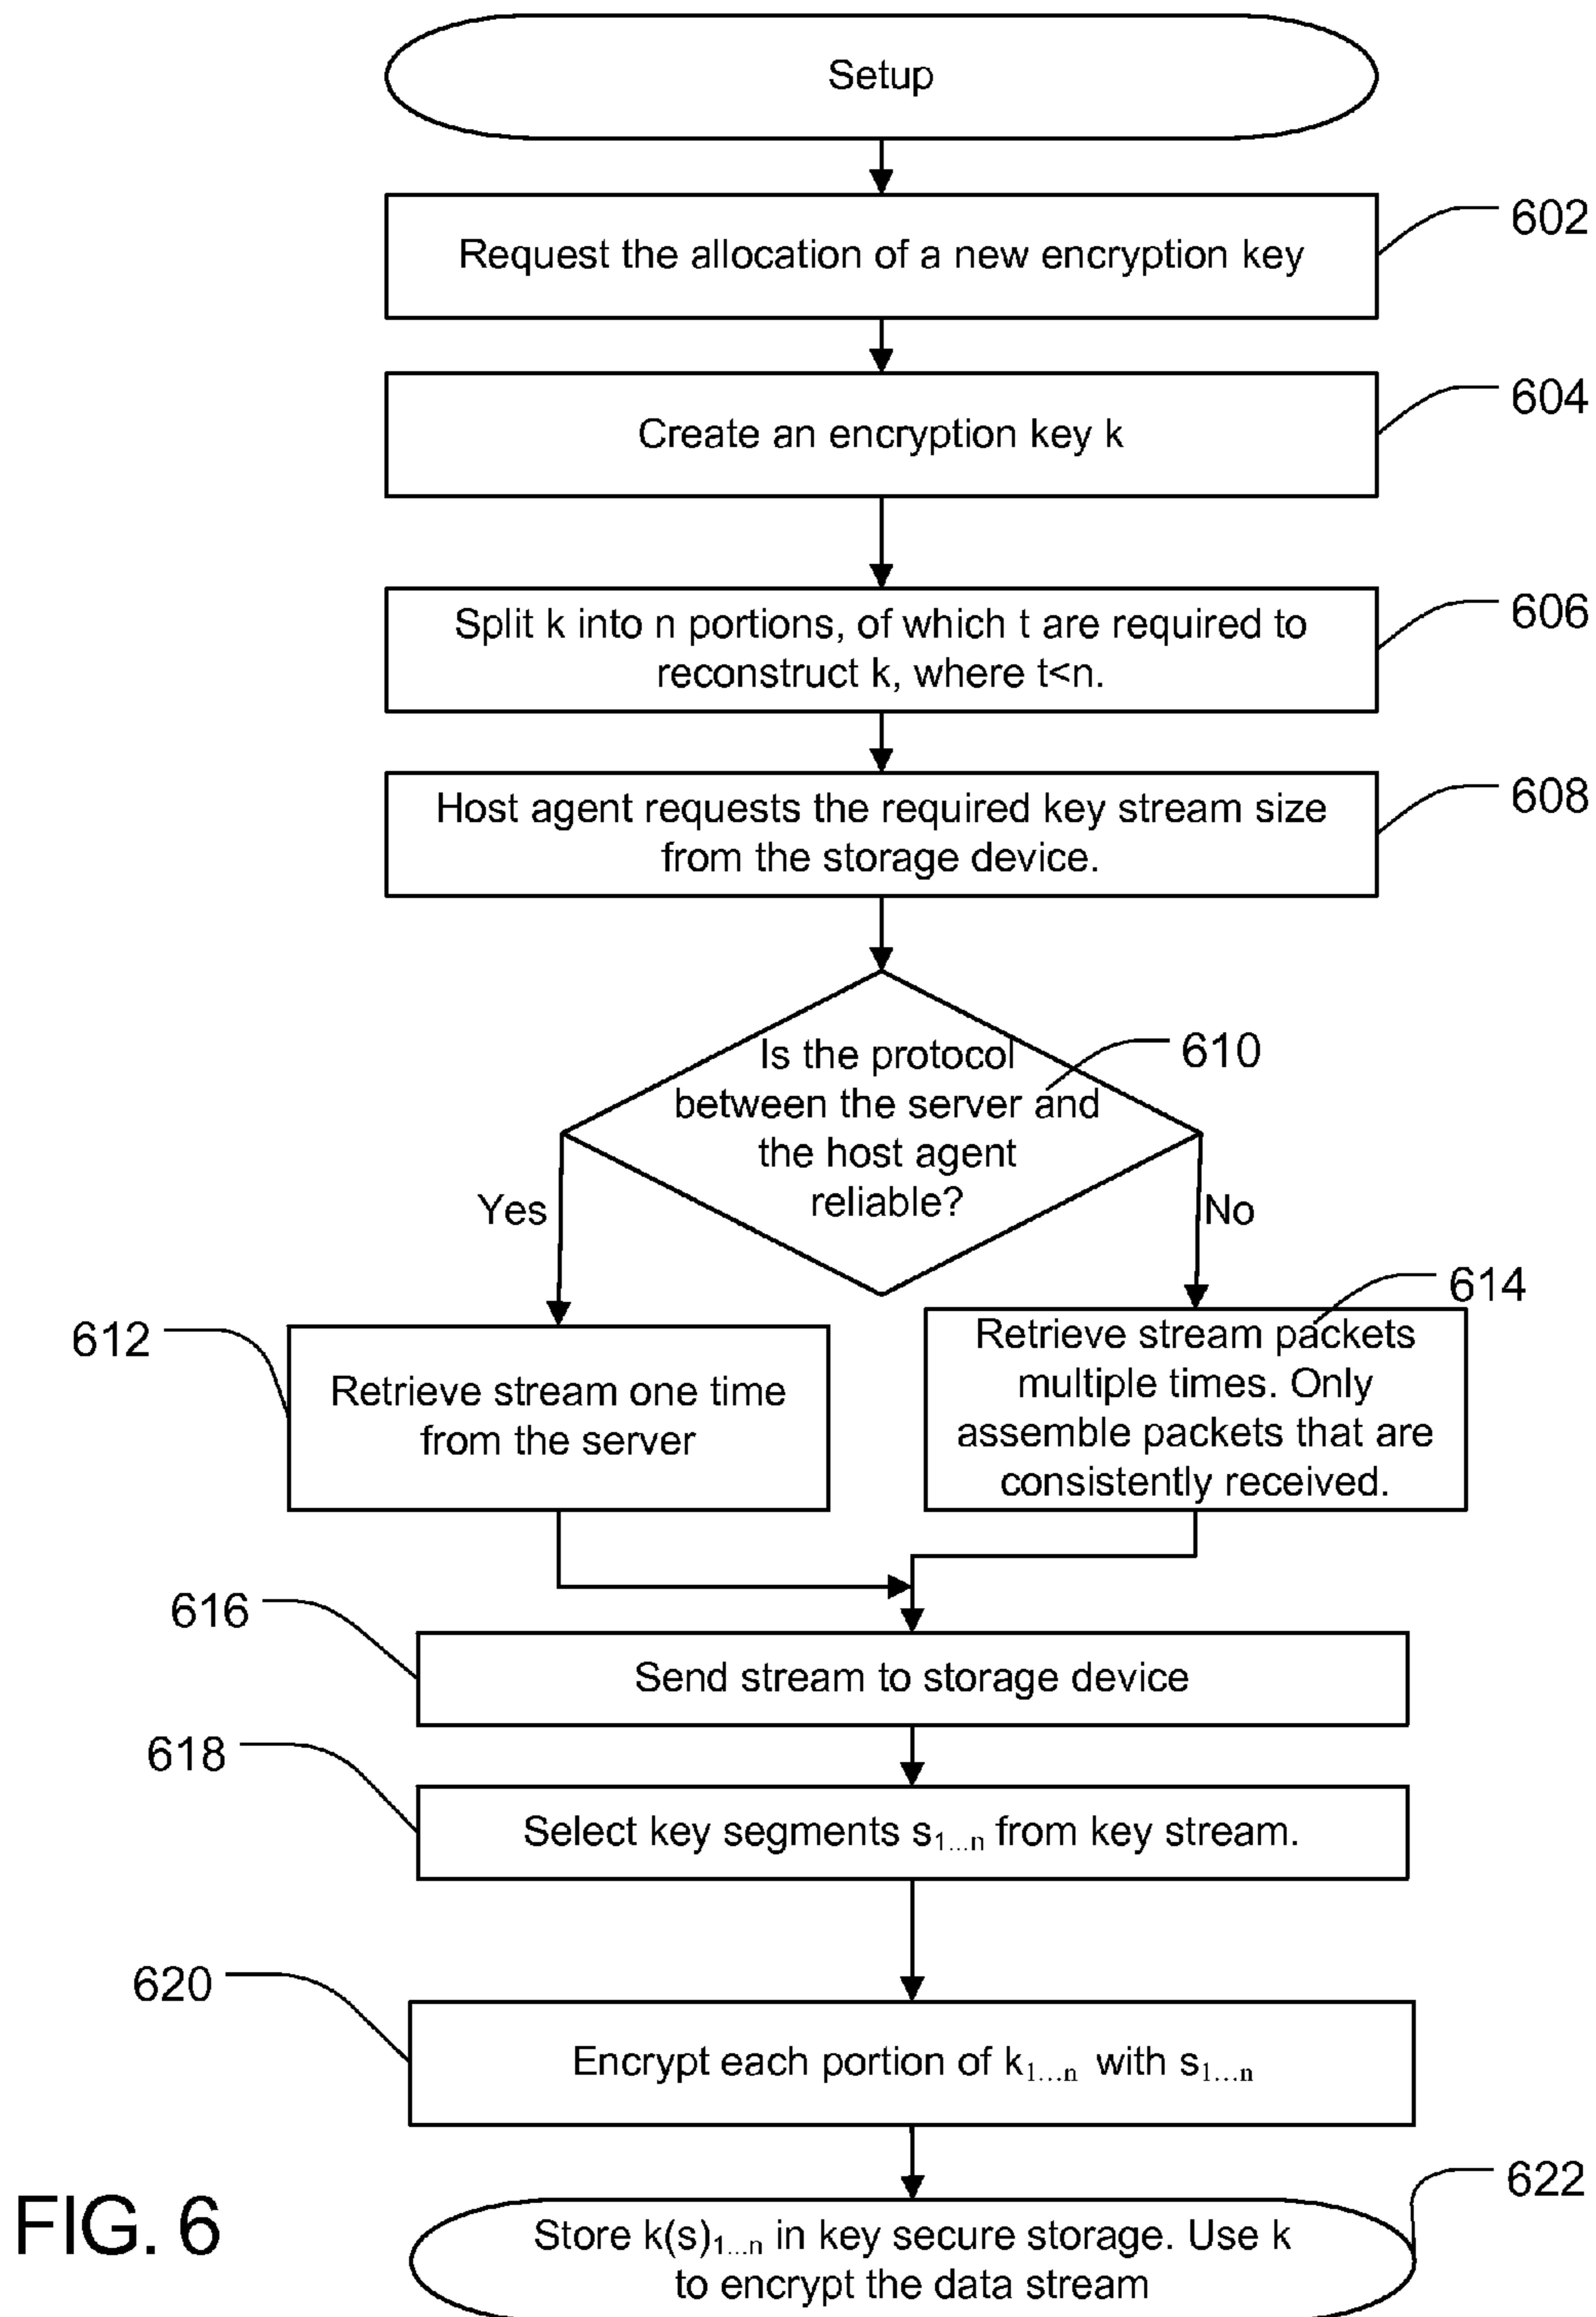 Setup
602
Request the allocation of a new encryption key
604
Create an encryption key k
606
Split k into n portions, of which t are required to
reconstruct k, where t<n.
608
Host agent requests the required key stream size
from the storage device.
610
Is the protocol
between the server and
the host agent
reliable?
Yes
No
612
Retrieve stream one time
from the server
614
Retrieve stream packets
multiple times. Only
assemble packets that are
consistently received.
616
Send stream to storage device
618
Select key segments s1...n from key stream.
620
Encrypt each portion of k1...n with s1...n
622
Store k(s)1...n in key secure storage. Use k
to encrypt the data stream
FIG. 6